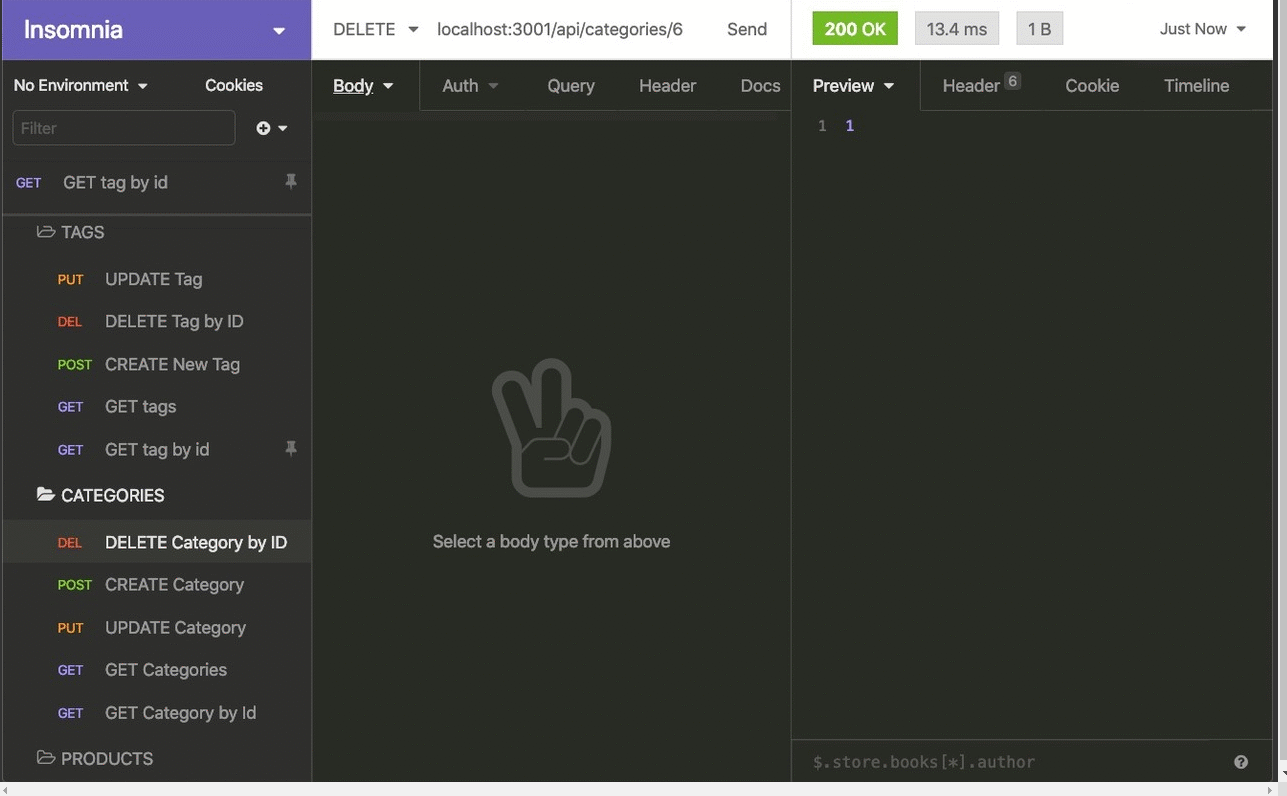 Insomnia
DELETE localhost:3001/api/categories/6 Send
200 OK 13.4 ms 1 B Just Now
No Environment Cookies
Body Auth Query Header Docs
Preview Header 6 Cookie Timeline
Filter
1 1
GET GET tag by id
TAGS
PUT UPDATE Tag
DEL DELETE Tag by ID
POST CREATE New Tag
GET GET tags
GET GET tag by id
CATEGORIES
DEL DELETE Category by ID
POST CREATE Category
PUT UPDATE Category
GET GET Categories
GET GET Category by Id
PRODUCTS
Select a body type from above
$.store.books[*].author
?